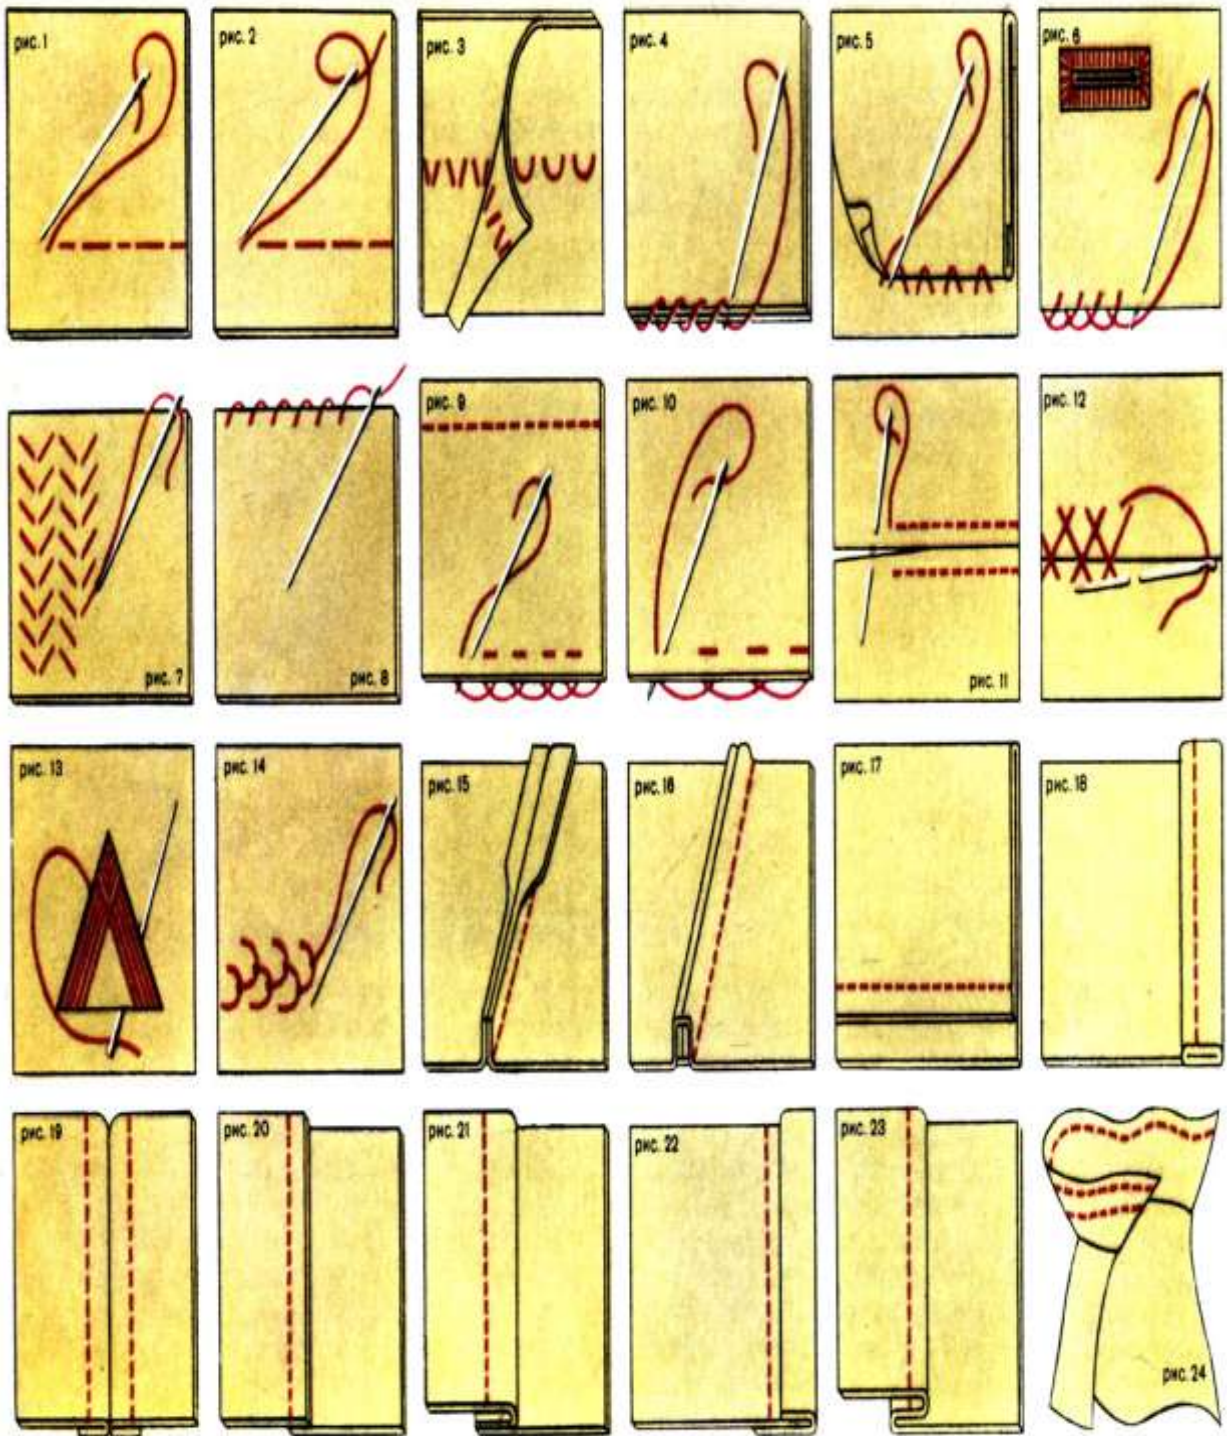 рис. 1
рис. 2
рис. 3
рис. 4
рис. 5
рис. 6
рис. 7
рис. 8
рис. 9
рис. 10
рис. 11
рис. 12
рис. 13
рис. 14
рис. 15
рис. 16
рис. 17
рис. 18
рис. 19
рис. 20
рис. 21
рис. 22
рис. 23
рис. 24